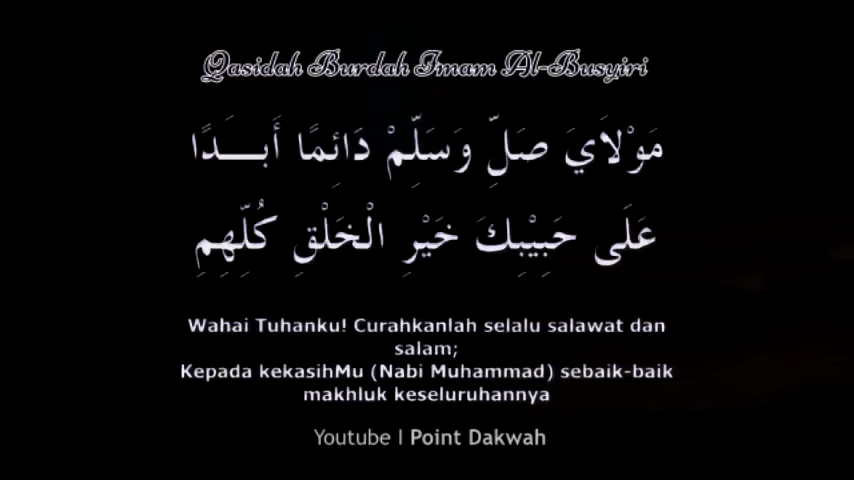 Qasidah Burdah Imam Al-Busyiri
مَوْلَايَ صَلِّ وَسَلِّمْ دَائِمًا أَبَـــدًا
عَلَى حَبِيْبِكَ خَيْرِ الْخَلْقِ كُلِّهِمِ
Wahai Tuhanku! Curahkanlah selalu salawat dan
salam;
Kepada kekasihMu (Nabi Muhammad) sebaik-baik
makhluk keseluruhannya
Youtube | Point Dakwah